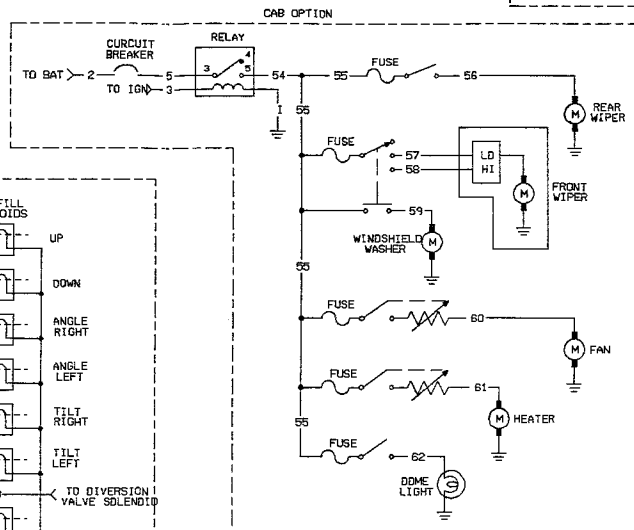 CAB OPTION
CURCUIT
BREAKER
RELAY
TO BAT 2 5 3 4 5 54 55 FUSE 56
TO IGN 3
1
55
REAR
WIPER
M
FUSE
57 LO
58 HI
M
FRONT
WIPER
59
WINDSHIELD
WASHER
M
55
FUSE
60
M FAN
FUSE
61
M HEATER
55
FUSE
62
DOME
LIGHT
FILL
OIDS
UP
DOWN
ANGLE
RIGHT
ANGLE
LEFT
TILT
RIGHT
TILT
LEFT
TO DIVERSION
VALVE SOLENOID